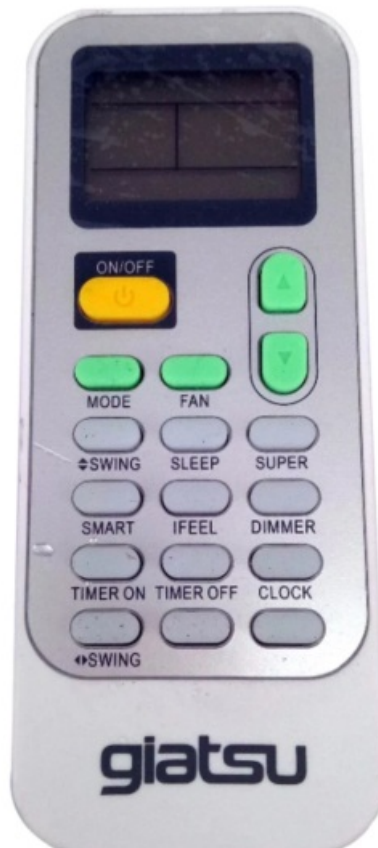 ON/OFF
MODE FAN
SWING SLEEP SUPER
SMART IFEEL DIMMER
TIMER ON TIMER OFF CLOCK
SWING
giatsu